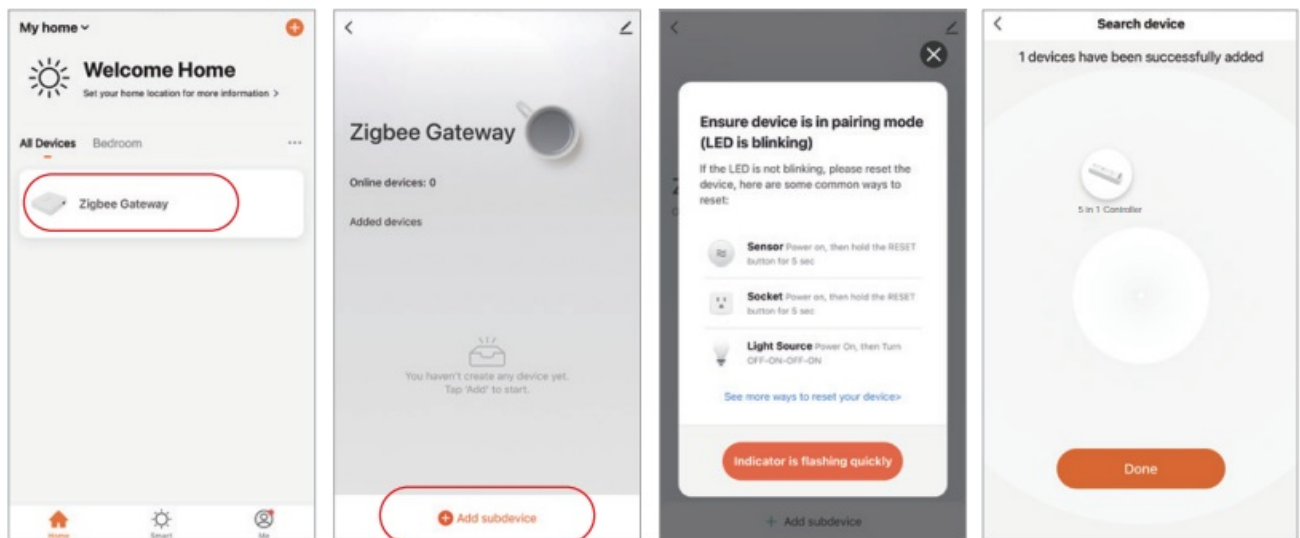 My home
Welcome Home
Set your home location for more information >
All Devices Bedroom ...
Zigbee Gateway
Home Smart Me
Zigbee Gateway
Online devices: 0
Added devices
You haven't create any device yet.
Tap 'Add' to start.
Add subdevice
Ensure device is in pairing mode
(LED is blinking)
If the LED is not blinking, please reset the
device, here are some common ways to
reset:
Sensor Power on, then hold the RESET
button for 5 sec
Socket Power on, then hold the RESET
button for 5 sec
Light Source Power On, then Turn
OFF-ON-OFF-ON
See more ways to reset your device>
Indicator is flashing quickly
+ Add subdevice
Search device
1 devices have been successfully added
5 in 1 Controller
Done